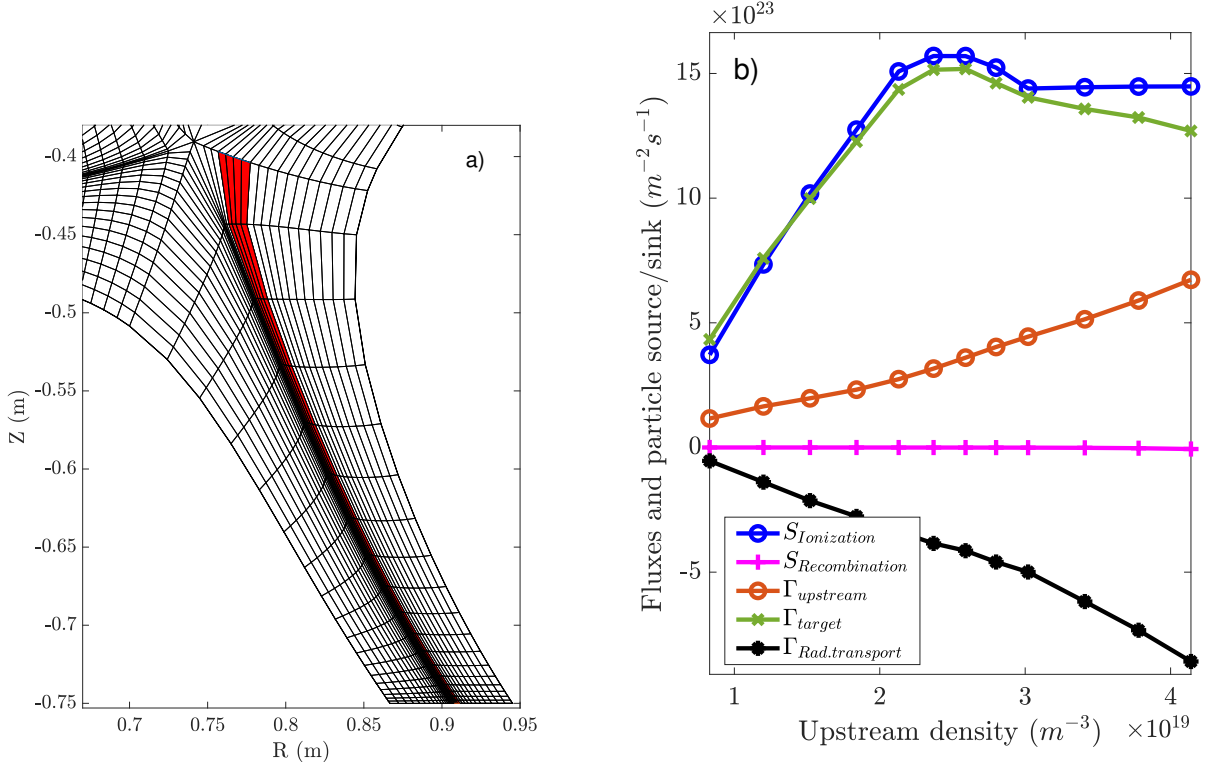 a)
-0.4
-0.45
-0.5
-0.55
-0.6
-0.65
-0.7
-0.75
0.7 0.75 0.8 0.85 0.9 0.95
R (m)
Z (m)
×10^23
b)
15
10
5
0
-5
Fluxes and particle source/sink (m^−2 s^−1)
S_Ionization
S_Recombination
Γ_upstream
Γ_target
Γ_Rad.transport
1 2 3 4
Upstream density (m^−3) ×10^19